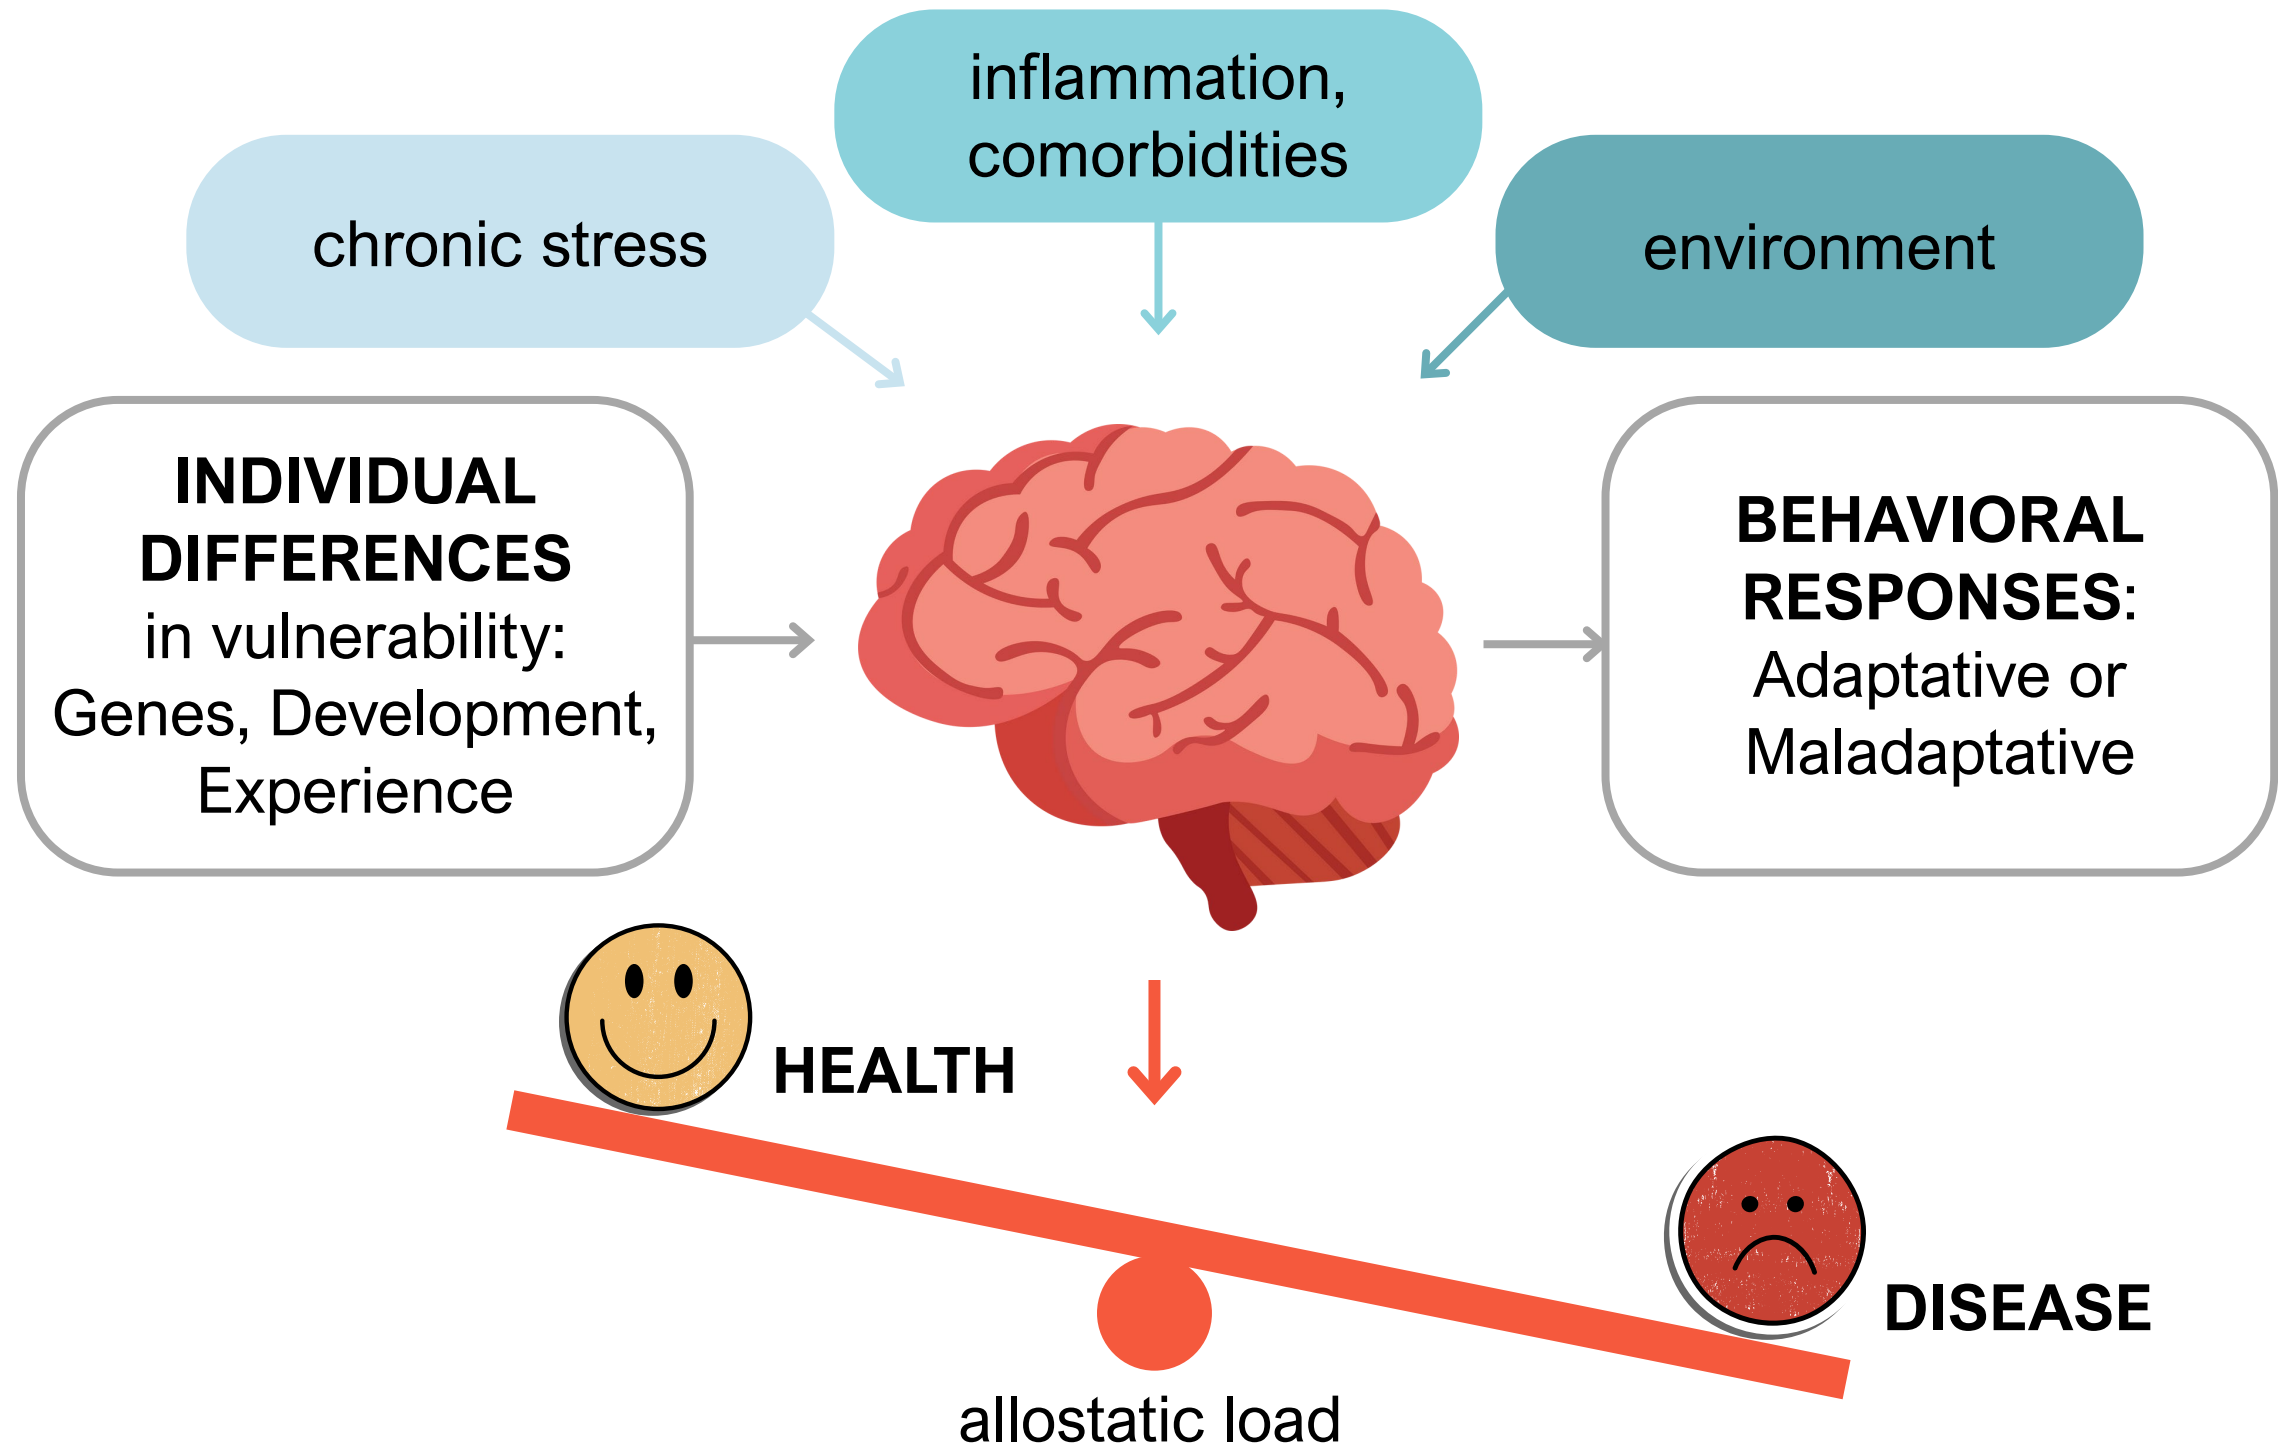 inflammation,
comorbidities
chronic stress
environment
INDIVIDUAL
DIFFERENCES
in vulnerability:
Genes, Development,
Experience
BEHAVIORAL
RESPONSES:
Adaptative or
Maladaptative
HEALTH
DISEASE
allostatic load